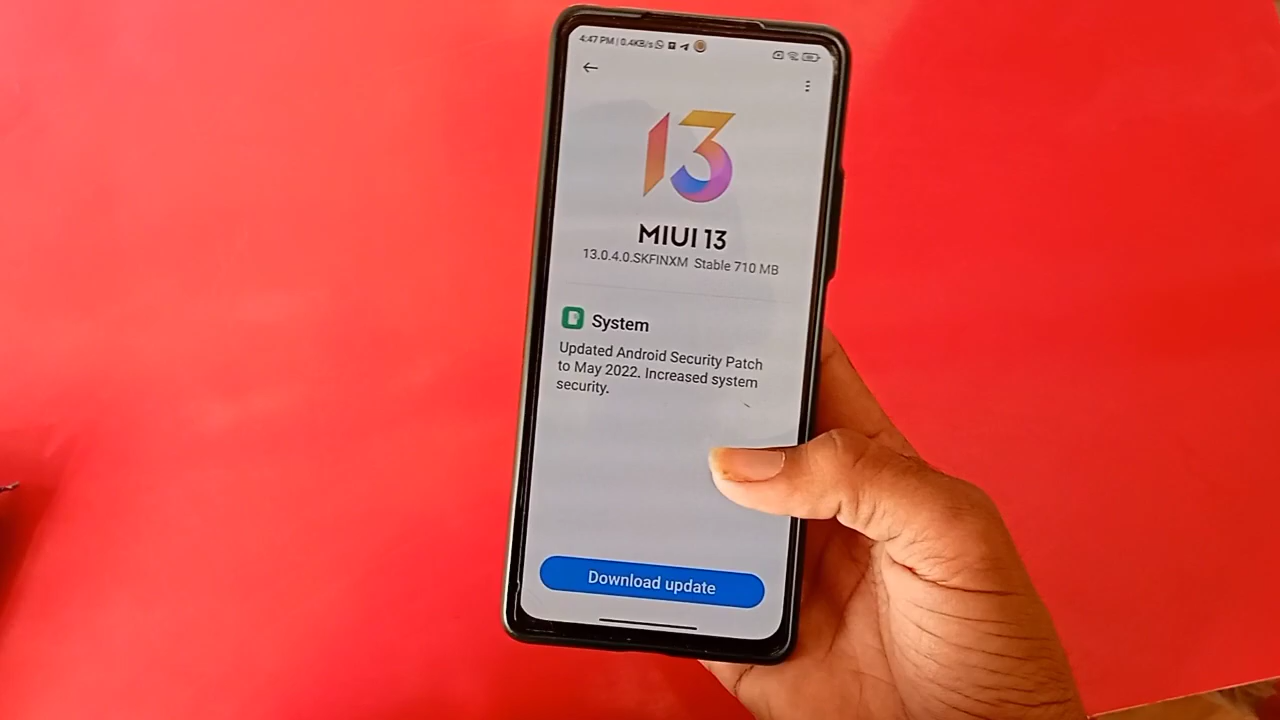 4:47 PM | 0.4KB/s
13
MIUI 13
13.0.4.0.SKFINXM Stable 710 MB
System
Updated Android Security Patch
to May 2022. Increased system
security.
Download update